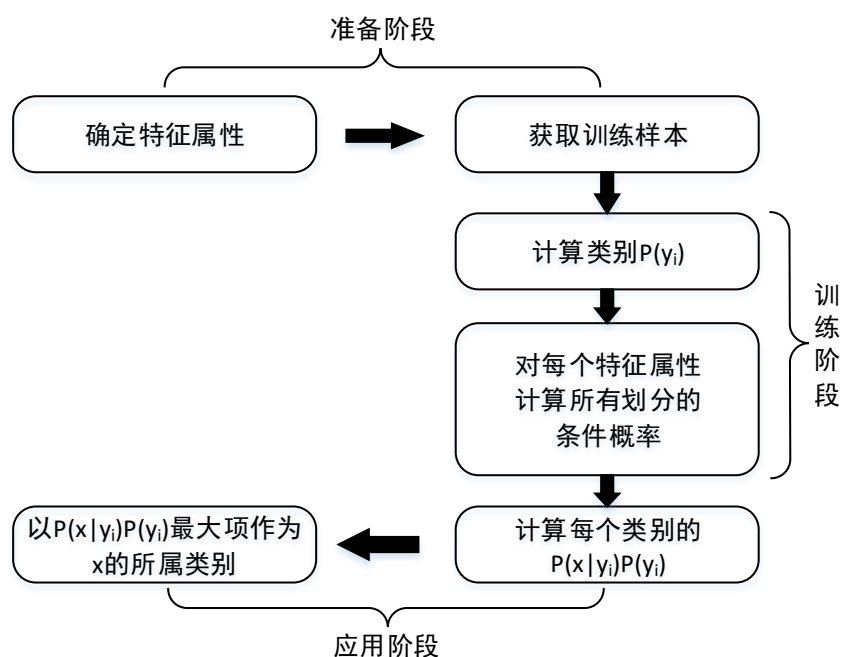 准备阶段
确定特征属性
获取训练样本
计算类别P(yᵢ)
对每个特征属性
计算所有划分的
条件概率
训
练
阶
段
计算每个类别的
P(x|yᵢ)P(yᵢ)
以P(x|yᵢ)P(yᵢ)最大项作为
x的所属类别
应用阶段